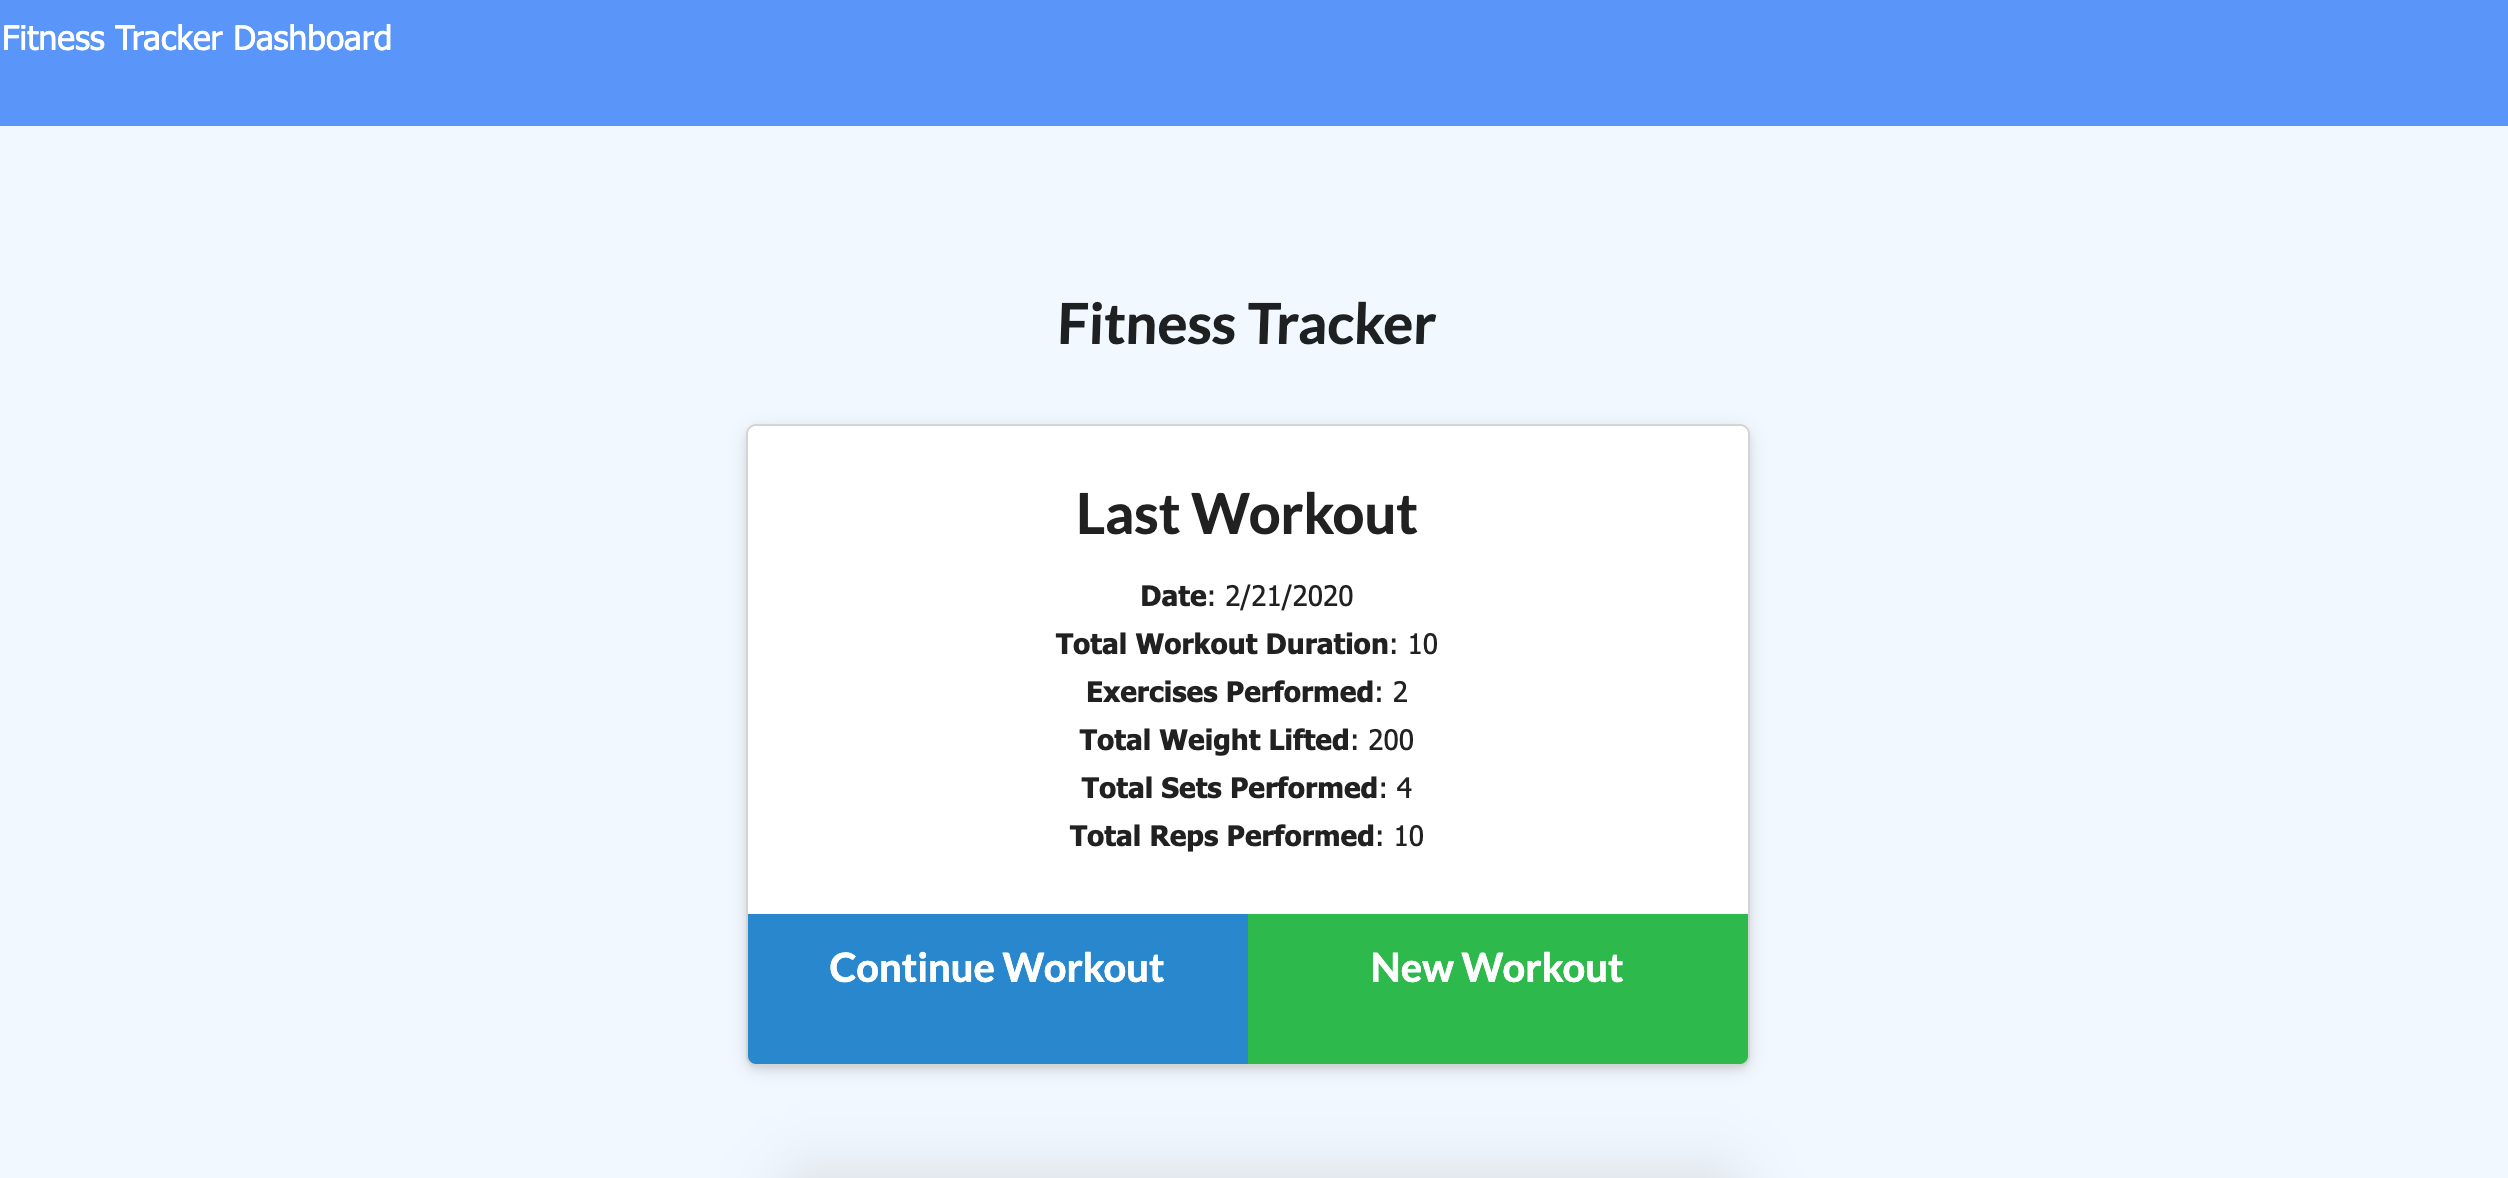 Fitness Tracker Dashboard
Fitness Tracker
Last Workout
Date: 2/21/2020
Total Workout Duration: 10
Exercises Performed: 2
Total Weight Lifted: 200
Total Sets Performed: 4
Total Reps Performed: 10
Continue Workout New Workout